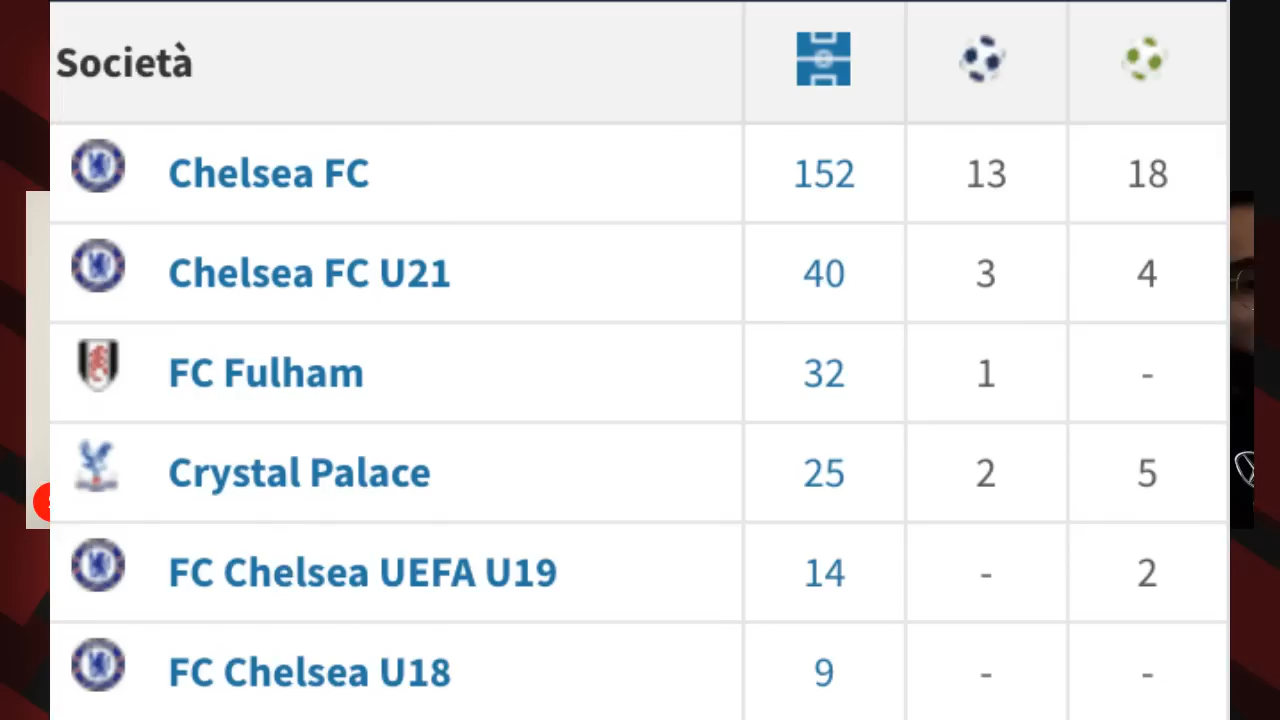 Società
Chelsea FC 152 13 18
Chelsea FC U21 40 3 4
FC Fulham 32 1 -
Crystal Palace 25 2 5
FC Chelsea UEFA U19 14 - 2
FC Chelsea U18 9 - -